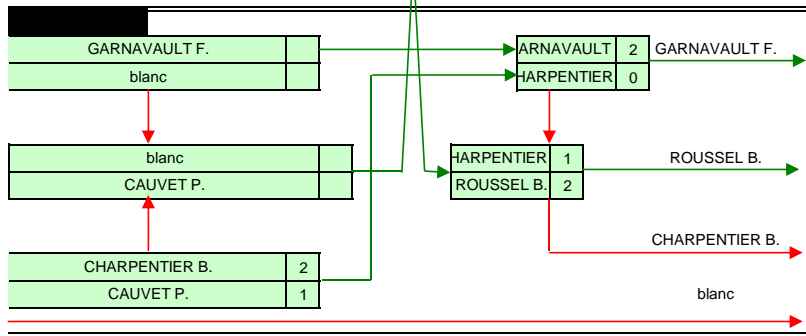 GARNAVAULT F.
blanc
ARNAVAULT 2 GARNAVAULT F.
HARPENTIER 0
blanc
CAUVET P.
HARPENTIER 1 ROUSSEL B.
ROUSSEL B. 2
CHARPENTIER B.
CHARPENTIER B. 2
CAUVET P. 1
blanc